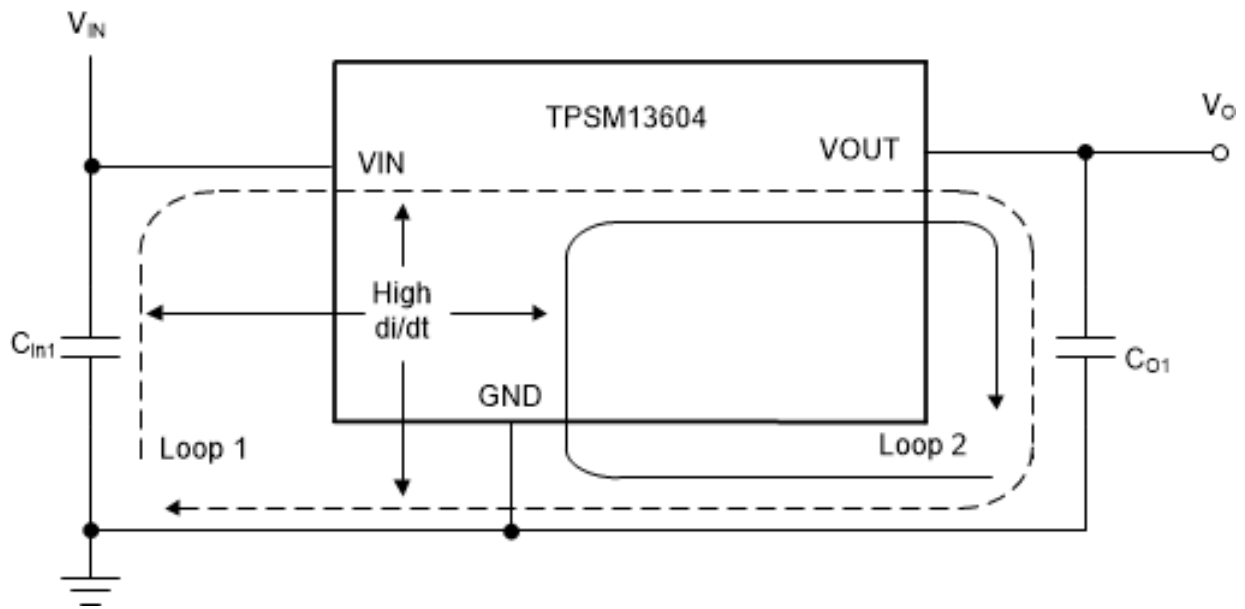 VIN
TPSM13604
VO
VIN
VOUT
High
di/dt
CIn1
CO1
GND
Loop 1
Loop 2